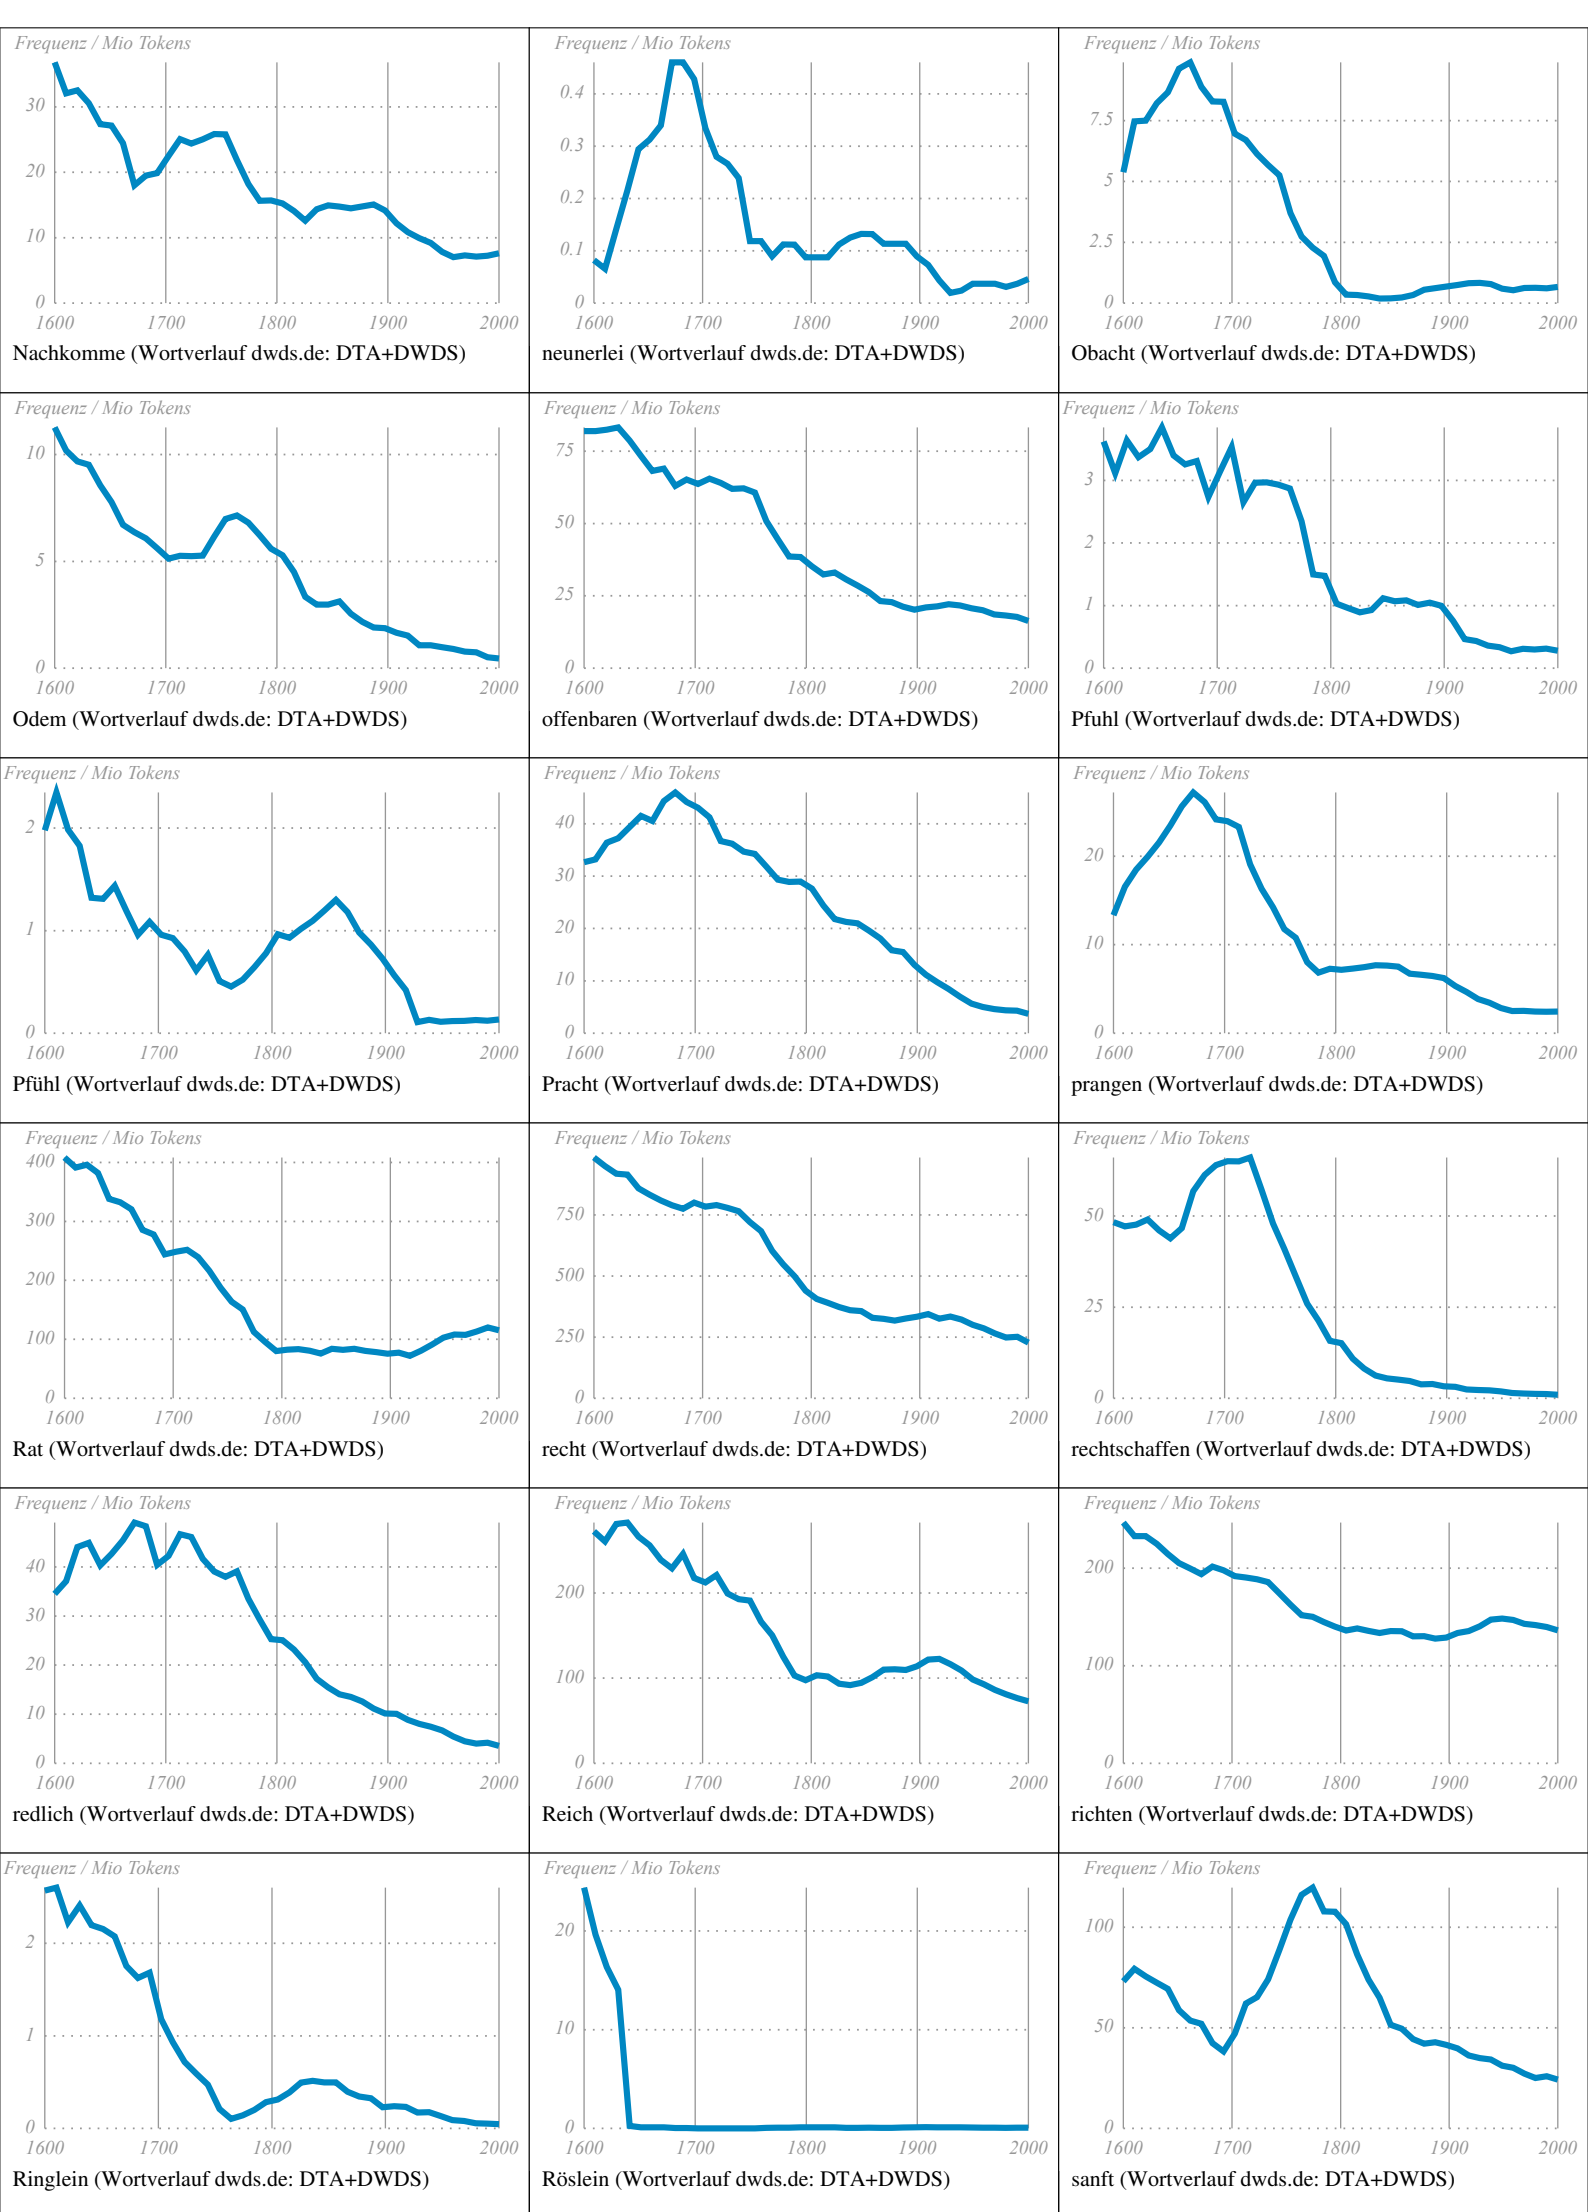 Frequenz / Mio Tokens
30
20
10
0
1600 1700 1800 1900 2000
Nachkomme (Wortverlauf dwds.de: DTA+DWDS)
Frequenz / Mio Tokens
0.4
0.3
0.2
0.1
0
1600 1700 1800 1900 2000
neunerlei (Wortverlauf dwds.de: DTA+DWDS)
Frequenz / Mio Tokens
7.5
5
2.5
0
1600 1700 1800 1900 2000
Obacht (Wortverlauf dwds.de: DTA+DWDS)
Frequenz / Mio Tokens
10
5
0
1600 1700 1800 1900 2000
Odem (Wortverlauf dwds.de: DTA+DWDS)
Frequenz / Mio Tokens
75
50
25
0
1600 1700 1800 1900 2000
offenbaren (Wortverlauf dwds.de: DTA+DWDS)
Frequenz / Mio Tokens
3
2
1
0
1600 1700 1800 1900 2000
Pfuhl (Wortverlauf dwds.de: DTA+DWDS)
Frequenz / Mio Tokens
2
1
0
1600 1700 1800 1900 2000
Pfühl (Wortverlauf dwds.de: DTA+DWDS)
Frequenz / Mio Tokens
40
30
20
10
0
1600 1700 1800 1900 2000
Pracht (Wortverlauf dwds.de: DTA+DWDS)
Frequenz / Mio Tokens
20
10
0
1600 1700 1800 1900 2000
prangen (Wortverlauf dwds.de: DTA+DWDS)
Frequenz / Mio Tokens
400
300
200
100
0
1600 1700 1800 1900 2000
Rat (Wortverlauf dwds.de: DTA+DWDS)
Frequenz / Mio Tokens
750
500
250
0
1600 1700 1800 1900 2000
recht (Wortverlauf dwds.de: DTA+DWDS)
Frequenz / Mio Tokens
50
25
0
1600 1700 1800 1900 2000
rechtschaffen (Wortverlauf dwds.de: DTA+DWDS)
Frequenz / Mio Tokens
40
30
20
10
0
1600 1700 1800 1900 2000
redlich (Wortverlauf dwds.de: DTA+DWDS)
Frequenz / Mio Tokens
200
100
0
1600 1700 1800 1900 2000
Reich (Wortverlauf dwds.de: DTA+DWDS)
Frequenz / Mio Tokens
200
100
0
1600 1700 1800 1900 2000
richten (Wortverlauf dwds.de: DTA+DWDS)
Frequenz / Mio Tokens
2
1
0
1600 1700 1800 1900 2000
Ringlein (Wortverlauf dwds.de: DTA+DWDS)
Frequenz / Mio Tokens
20
10
0
1600 1700 1800 1900 2000
Röslein (Wortverlauf dwds.de: DTA+DWDS)
Frequenz / Mio Tokens
100
50
0
1600 1700 1800 1900 2000
sanft (Wortverlauf dwds.de: DTA+DWDS)